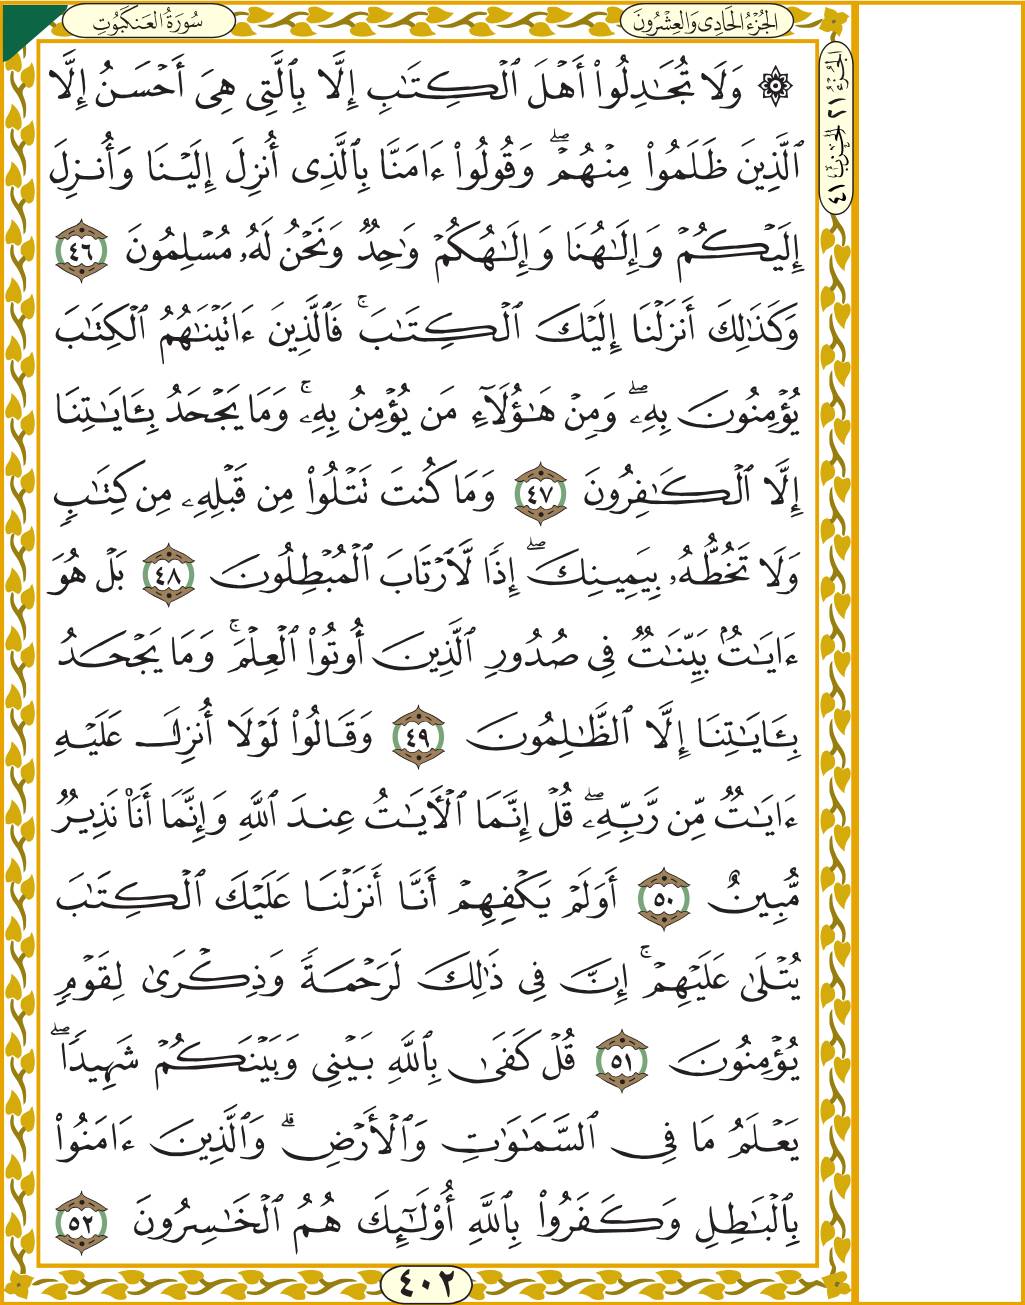 سُورَةُ العَنكَبُوتِ
الجُزْءُ الحَادِى وَالعِشْرُونَ
الجُزْءُ ٢١ الحِزْبُ ٤١
۞ وَلَا تُجَٰدِلُوٓا۟ أَهْلَ ٱلْكِتَٰبِ إِلَّا بِٱلَّتِى هِىَ أَحْسَنُ إِلَّا
ٱلَّذِينَ ظَلَمُوا۟ مِنْهُمْ ۖ وَقُولُوٓا۟ ءَامَنَّا بِٱلَّذِىٓ أُنزِلَ إِلَيْنَا وَأُنزِلَ
إِلَيْكُمْ وَإِلَٰهُنَا وَإِلَٰهُكُمْ وَٰحِدٌ وَنَحْنُ لَهُۥ مُسْلِمُونَ ٤٦
وَكَذَٰلِكَ أَنزَلْنَآ إِلَيْكَ ٱلْكِتَٰبَ ۚ فَٱلَّذِينَ ءَاتَيْنَٰهُمُ ٱلْكِتَٰبَ
يُؤْمِنُونَ بِهِۦ ۖ وَمِنْ هَٰٓؤُلَآءِ مَن يُؤْمِنُ بِهِۦ ۚ وَمَا يَجْحَدُ بِـَٔايَٰتِنَآ
إِلَّا ٱلْكَٰفِرُونَ ٤٧ وَمَا كُنتَ تَتْلُوا۟ مِن قَبْلِهِۦ مِن كِتَٰبٍ
وَلَا تَخُطُّهُۥ بِيَمِينِكَ ۖ إِذًا لَّٱرْتَابَ ٱلْمُبْطِلُونَ ٤٨ بَلْ هُوَ
ءَايَٰتٌۢ بَيِّنَٰتٌ فِى صُدُورِ ٱلَّذِينَ أُوتُوا۟ ٱلْعِلْمَ ۚ وَمَا يَجْحَدُ
بِـَٔايَٰتِنَآ إِلَّا ٱلظَّٰلِمُونَ ٤٩ وَقَالُوا۟ لَوْلَآ أُنزِلَ عَلَيْهِ
ءَايَٰتٌ مِّن رَّبِّهِۦ ۖ قُلْ إِنَّمَا ٱلْـَٔايَٰتُ عِندَ ٱللَّهِ وَإِنَّمَآ أَنَا۠ نَذِيرٌ
مُّبِينٌ ٥٠ أَوَلَمْ يَكْفِهِمْ أَنَّآ أَنزَلْنَا عَلَيْكَ ٱلْكِتَٰبَ
يُتْلَىٰ عَلَيْهِمْ ۚ إِنَّ فِى ذَٰلِكَ لَرَحْمَةً وَذِكْرَىٰ لِقَوْمٍ
يُؤْمِنُونَ ٥١ قُلْ كَفَىٰ بِٱللَّهِ بَيْنِى وَبَيْنَكُمْ شَهِيدًا ۖ
يَعْلَمُ مَا فِى ٱلسَّمَٰوَٰتِ وَٱلْأَرْضِ ۗ وَٱلَّذِينَ ءَامَنُوا۟
بِٱلْبَٰطِلِ وَكَفَرُوا۟ بِٱللَّهِ أُو۟لَٰٓئِكَ هُمُ ٱلْخَٰسِرُونَ ٥٢
٤٠٢